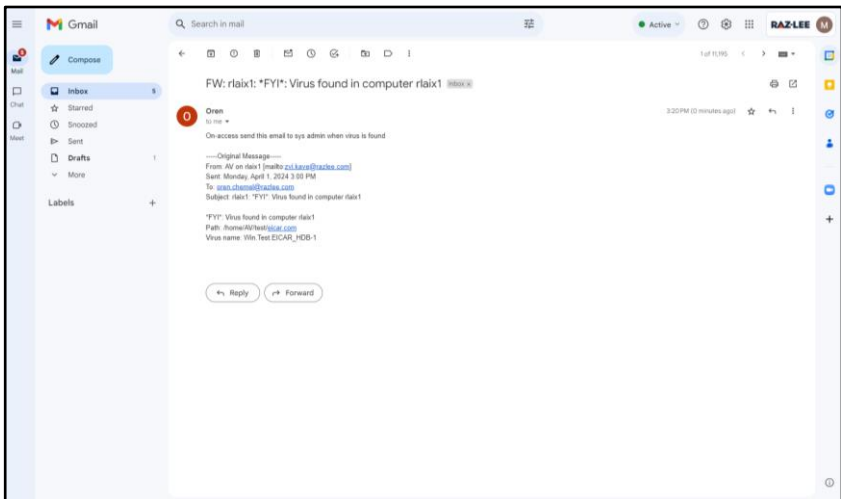 Gmail
Search in mail
Active
RAZ-LEE
M
Mail
Chat
Meet
Compose
Inbox 5
Starred
Snoozed
Sent
Drafts 1
More
Labels
1 of 11,195
FW: rlaix1: *FYI*: Virus found in computer rlaix1 Inbox x
O
Oren
to me
3:20 PM (0 minutes ago)
On-access send this email to sys admin when virus is found
-----Original Message-----
From: AV on rlaix1 [mailto:zvi.kave@razlee.com]
Sent: Monday, April 1, 2024 3:00 PM
To: oren.chemel@razlee.com
Subject: rlaix1: *FYI*: Virus found in computer rlaix1
*FYI*: Virus found in computer rlaix1
Path: /home/AV/test/eicar.com
Virus name: Win.Test.EICAR_HDB-1
Reply
Forward